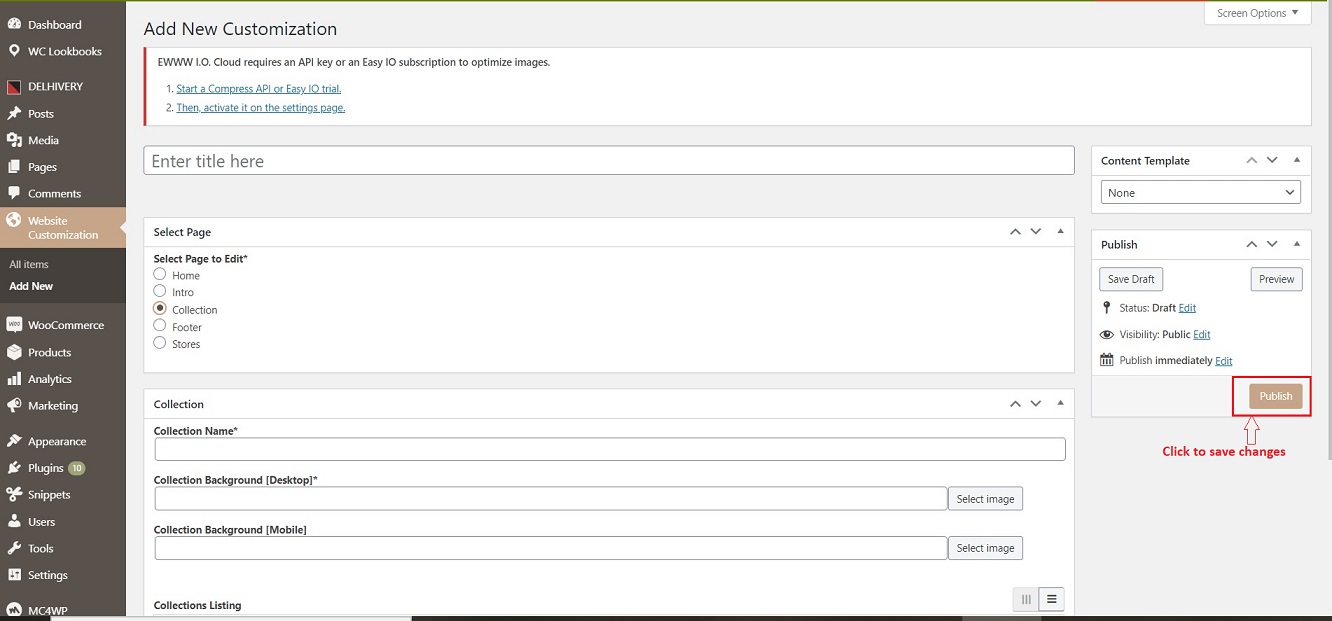 Dashboard
WC Lookbooks
DELHIVERY
Posts
Media
Pages
Comments
Website
Customization
All items
Add New
Woo WooCommerce
Products
Analytics
Marketing
Appearance
Plugins 10
Snippets
Users
Tools
Settings
MC4WP
Screen Options
Add New Customization
EWWW I.O. Cloud requires an API key or an Easy IO subscription to optimize images.
1. Start a Compress API or Easy IO trial.
2. Then, activate it on the settings page.
Enter title here
Select Page
Select Page to Edit*
Home
Intro
Collection
Footer
Stores
Collection
Collection Name*
Collection Background [Desktop]*
Select image
Collection Background [Mobile]
Select image
Collections Listing
Content Template
None
Publish
Save Draft Preview
Status: Draft Edit
Visibility: Public Edit
Publish immediately Edit
Publish
Click to save changes